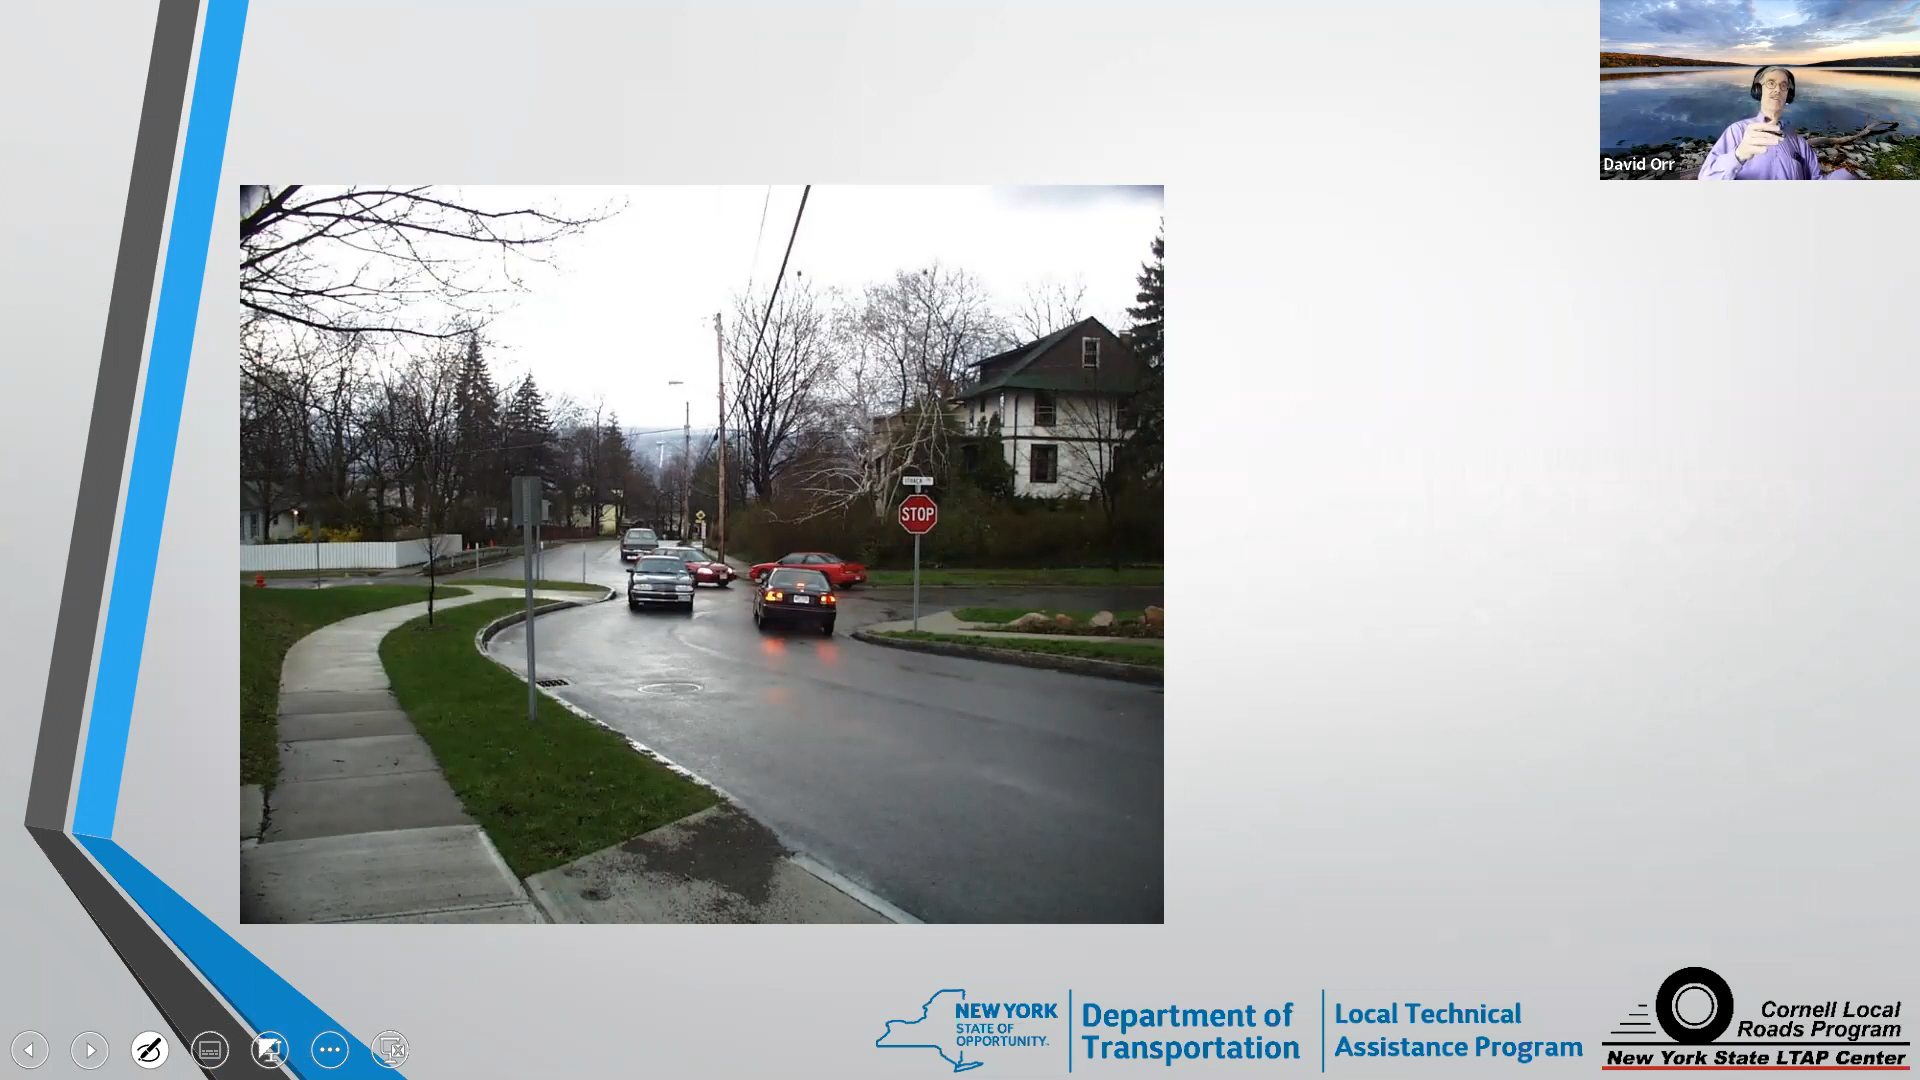 David Orr
STOP
NEW YORK
STATE OF
OPPORTUNITY.
Department of
Transportation
Local Technical
Assistance Program
Cornell Local
Roads Program
New York State LTAP Center